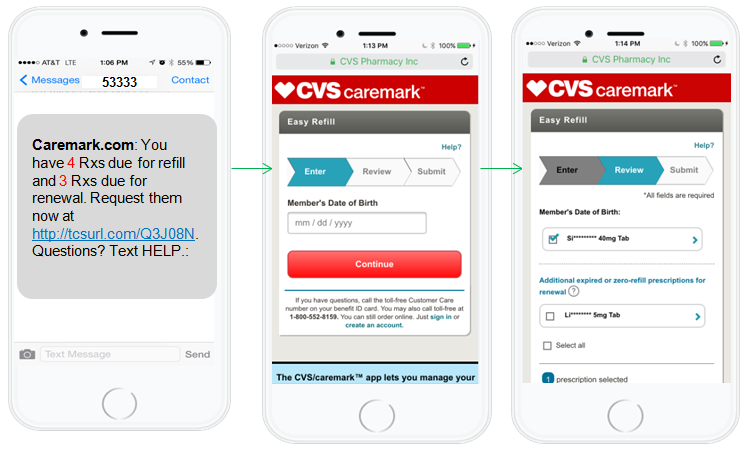 AT&T LTE 1:06 PM 55%
Messages 53333 Contact
Caremark.com: You
have 4 Rxs due for refill
and 3 Rxs due for
renewal. Request them
now at
http://tcsurl.com/Q3J08N.
Questions? Text HELP.:
Text Message Send
Verizon 1:13 PM 100%
CVS Pharmacy Inc
CVS caremark™
Easy Refill
Help?
Enter Review Submit
Member's Date of Birth
mm / dd / yyyy
Continue
If you have questions, call the toll-free Customer Care
number on your benefit ID card. You may also call toll-free at
1-800-552-8159. You can still order online. Just sign in or
create an account.
The CVS/caremark™ app lets you manage your
Verizon 1:14 PM 100%
CVS Pharmacy Inc
CVS caremark™
Easy Refill
Help?
Enter Review Submit
*All fields are required
Member's Date of Birth:
Si********* 40mg Tab
Additional expired or zero-refill prescriptions for
renewal ?
Li******** 5mg Tab
Select all
1 prescription selected